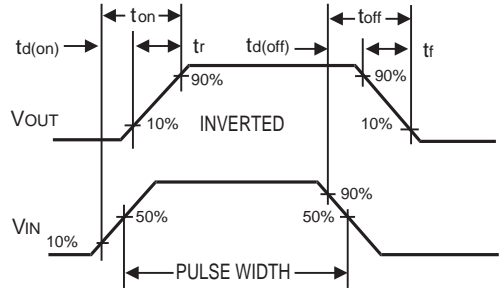 ton toff
td(on) tr td(off) tf
90% 90%
VOUT 10% INVERTED 10%
90%
50% 50%
VIN
10%
PULSE WIDTH